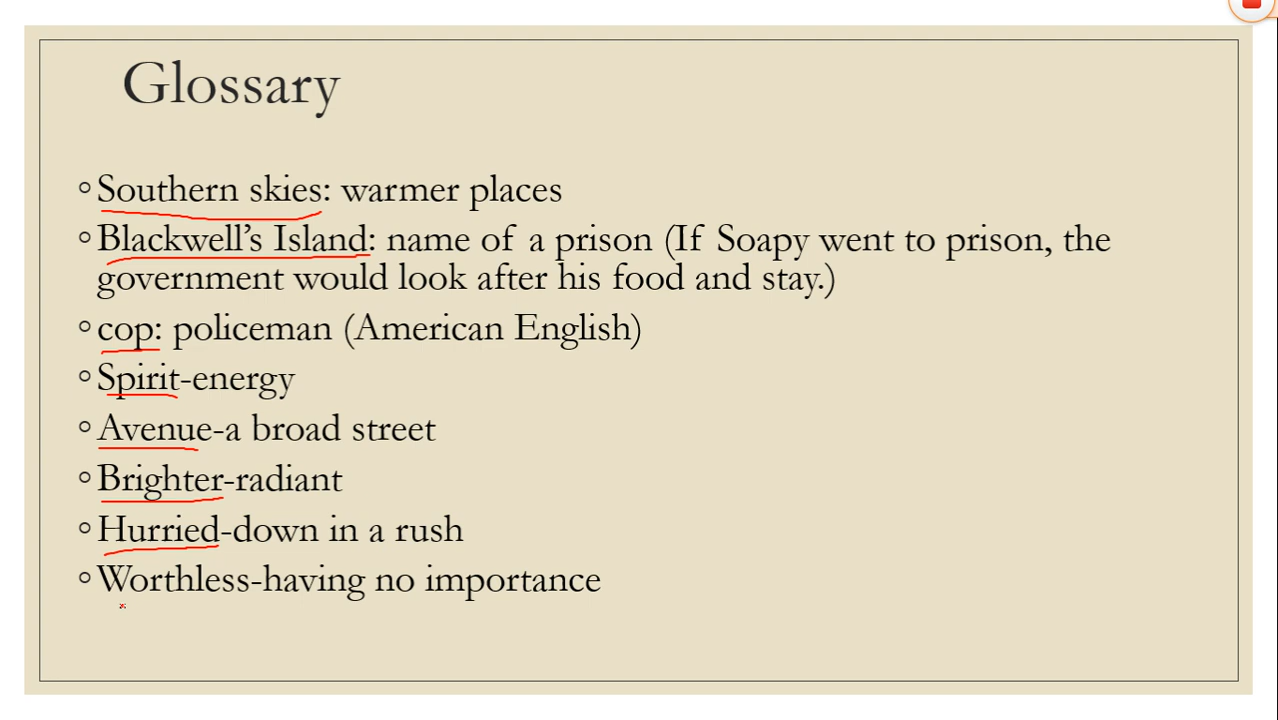 Glossary
Southern skies: warmer places
Blackwell’s Island: name of a prison (If Soapy went to prison, the
government would look after his food and stay.)
cop: policeman (American English)
Spirit-energy
Avenue-a broad street
Brighter-radiant
Hurried-down in a rush
Worthless-having no importance